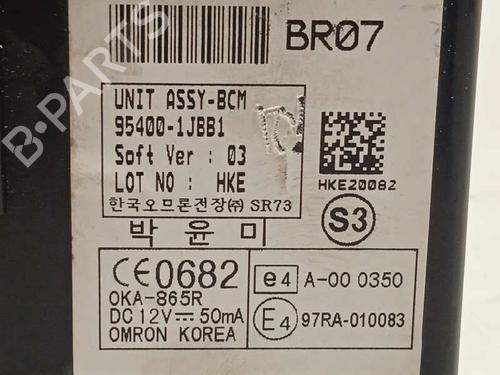 BR07
UNIT ASSY-BCM
95400-1JBB1
Soft Ver : 03
LOT NO : HKE
HKE20082
한국오므론전장㈜ SR73
S3
박 윤 미
CE0682
e4 A-00 0350
OKA-865R
DC 12V ⎓ 50mA
E4 97RA-010083
OMRON KOREA
B-PARTS